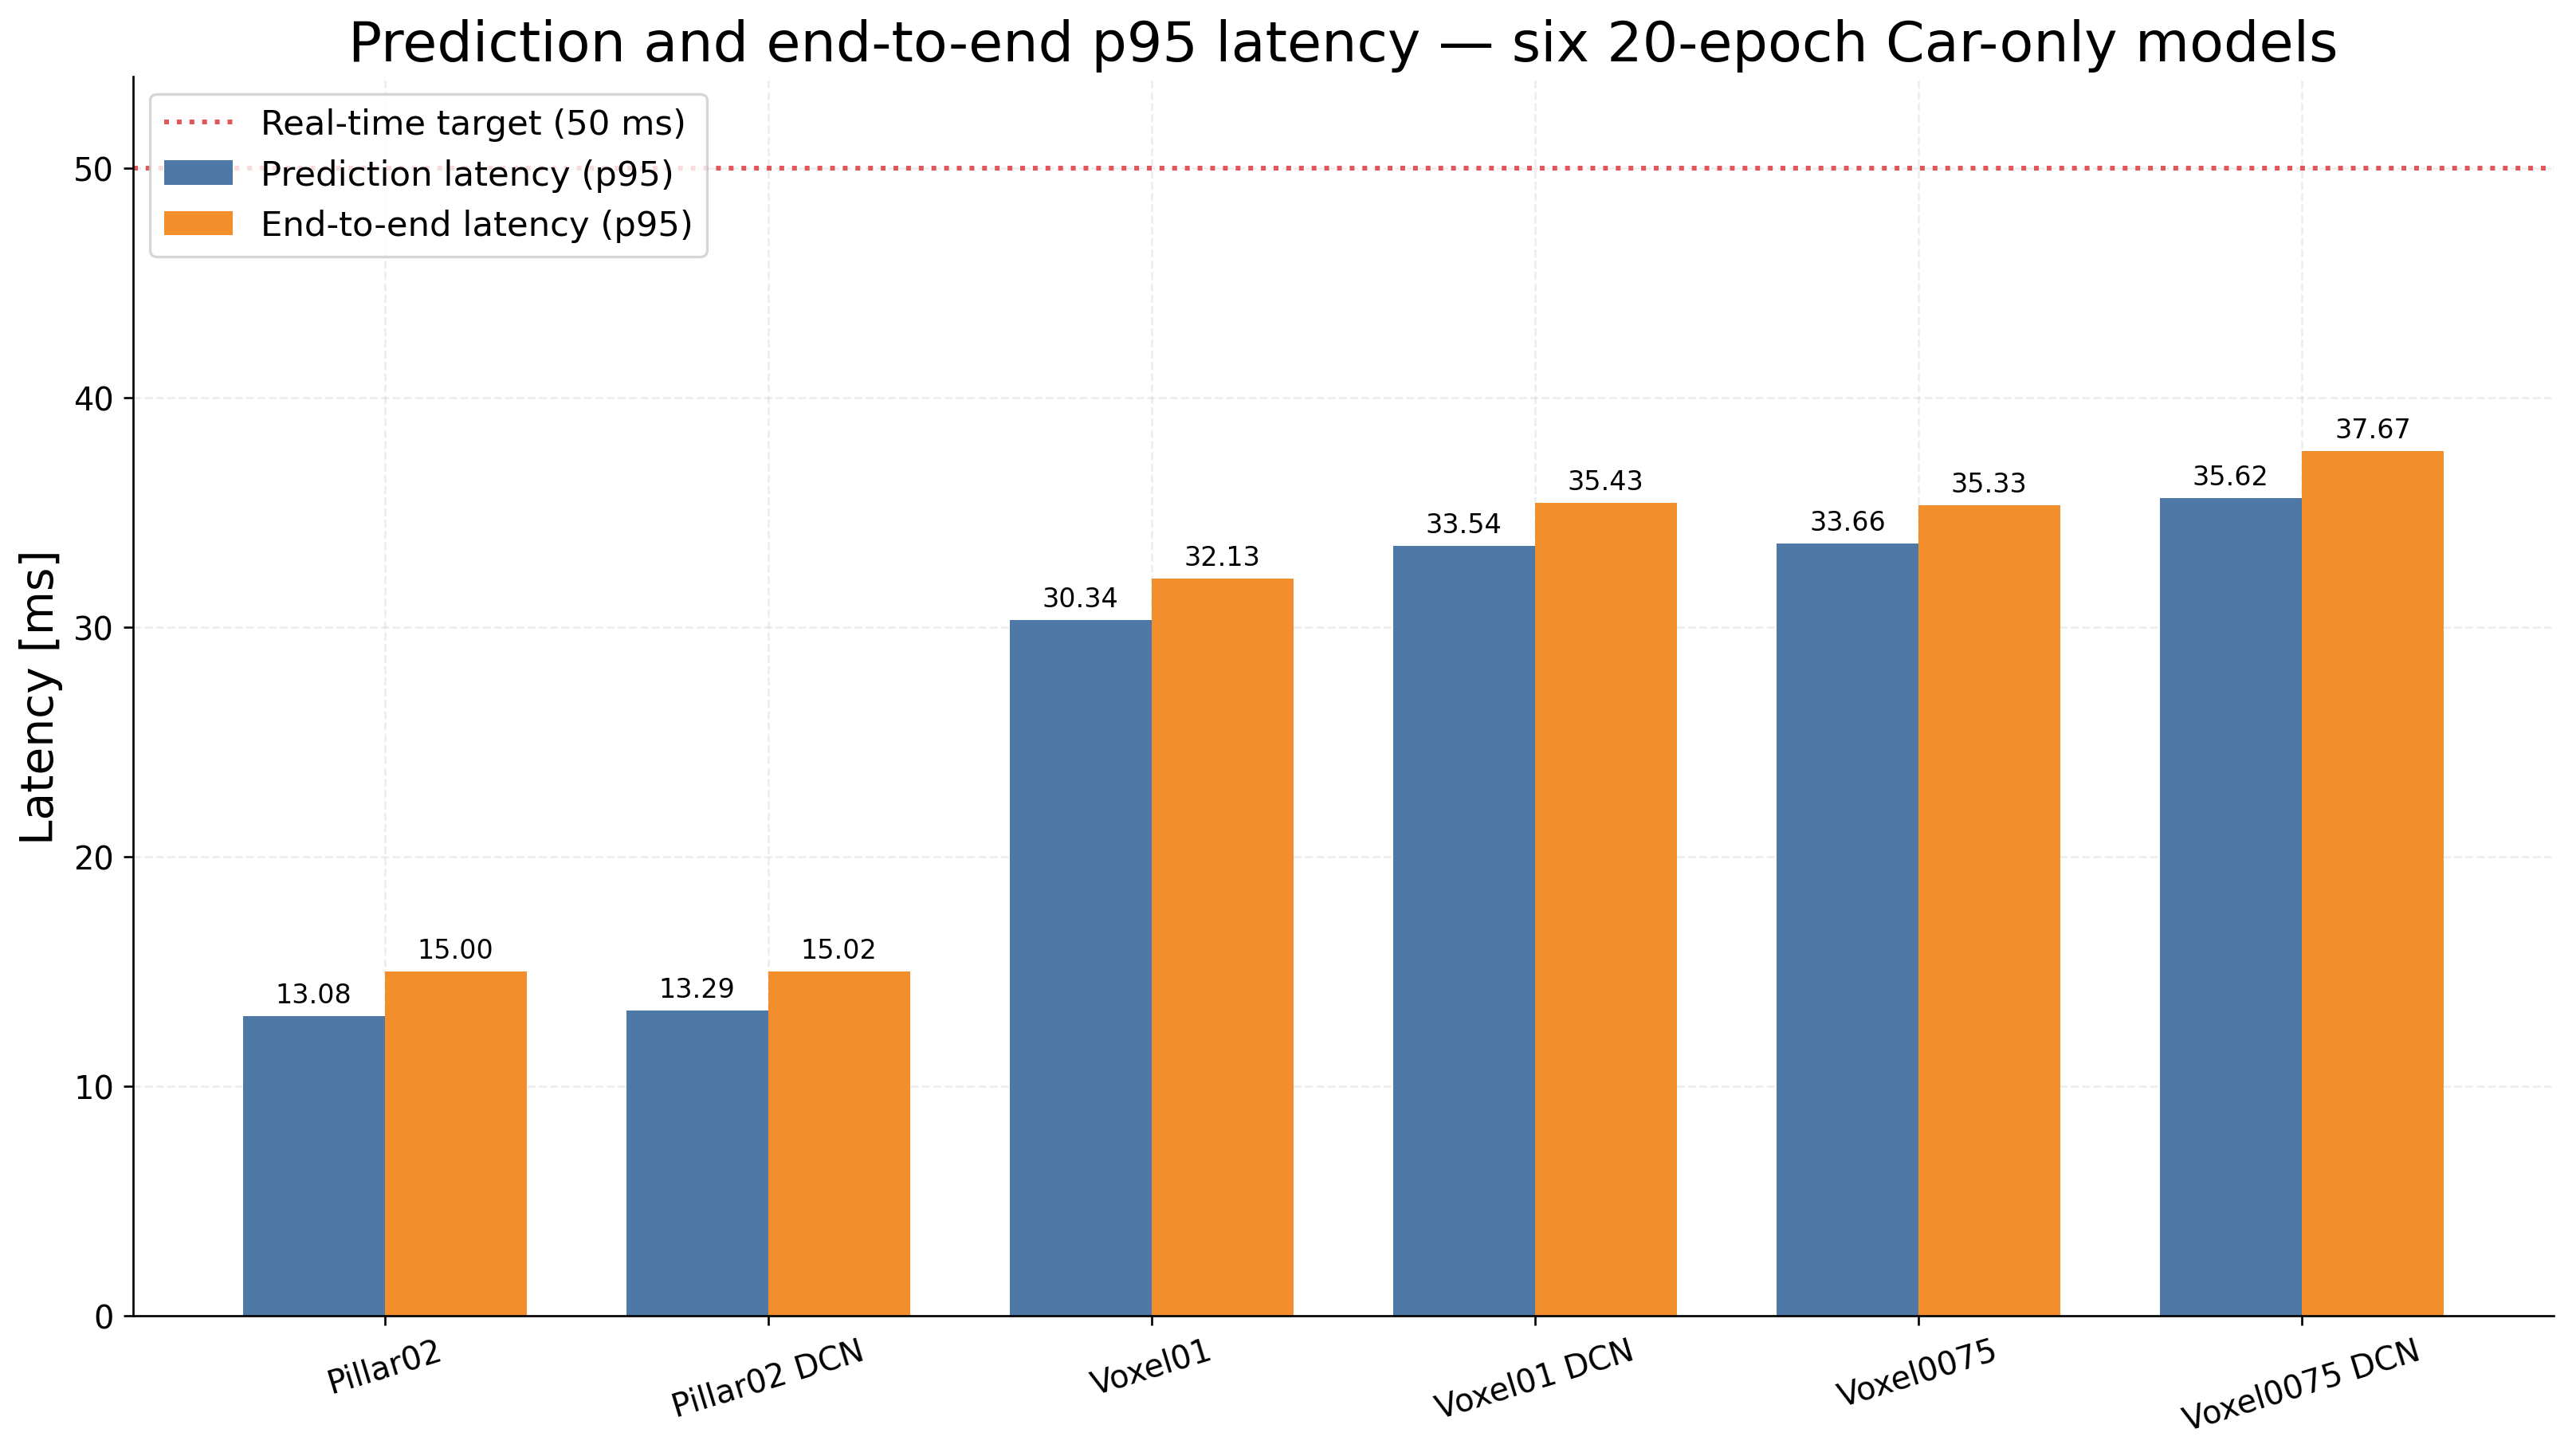 Prediction and end-to-end p95 latency — six 20-epoch Car-only models
Real-time target (50 ms)
Prediction latency (p95)
End-to-end latency (p95)
Latency [ms]
50
40
30
20
10
0
13.08
15.00
13.29
15.02
30.34
32.13
33.54
35.43
33.66
35.33
35.62
37.67
Pillar02
Pillar02 DCN
Voxel01
Voxel01 DCN
Voxel0075
Voxel0075 DCN